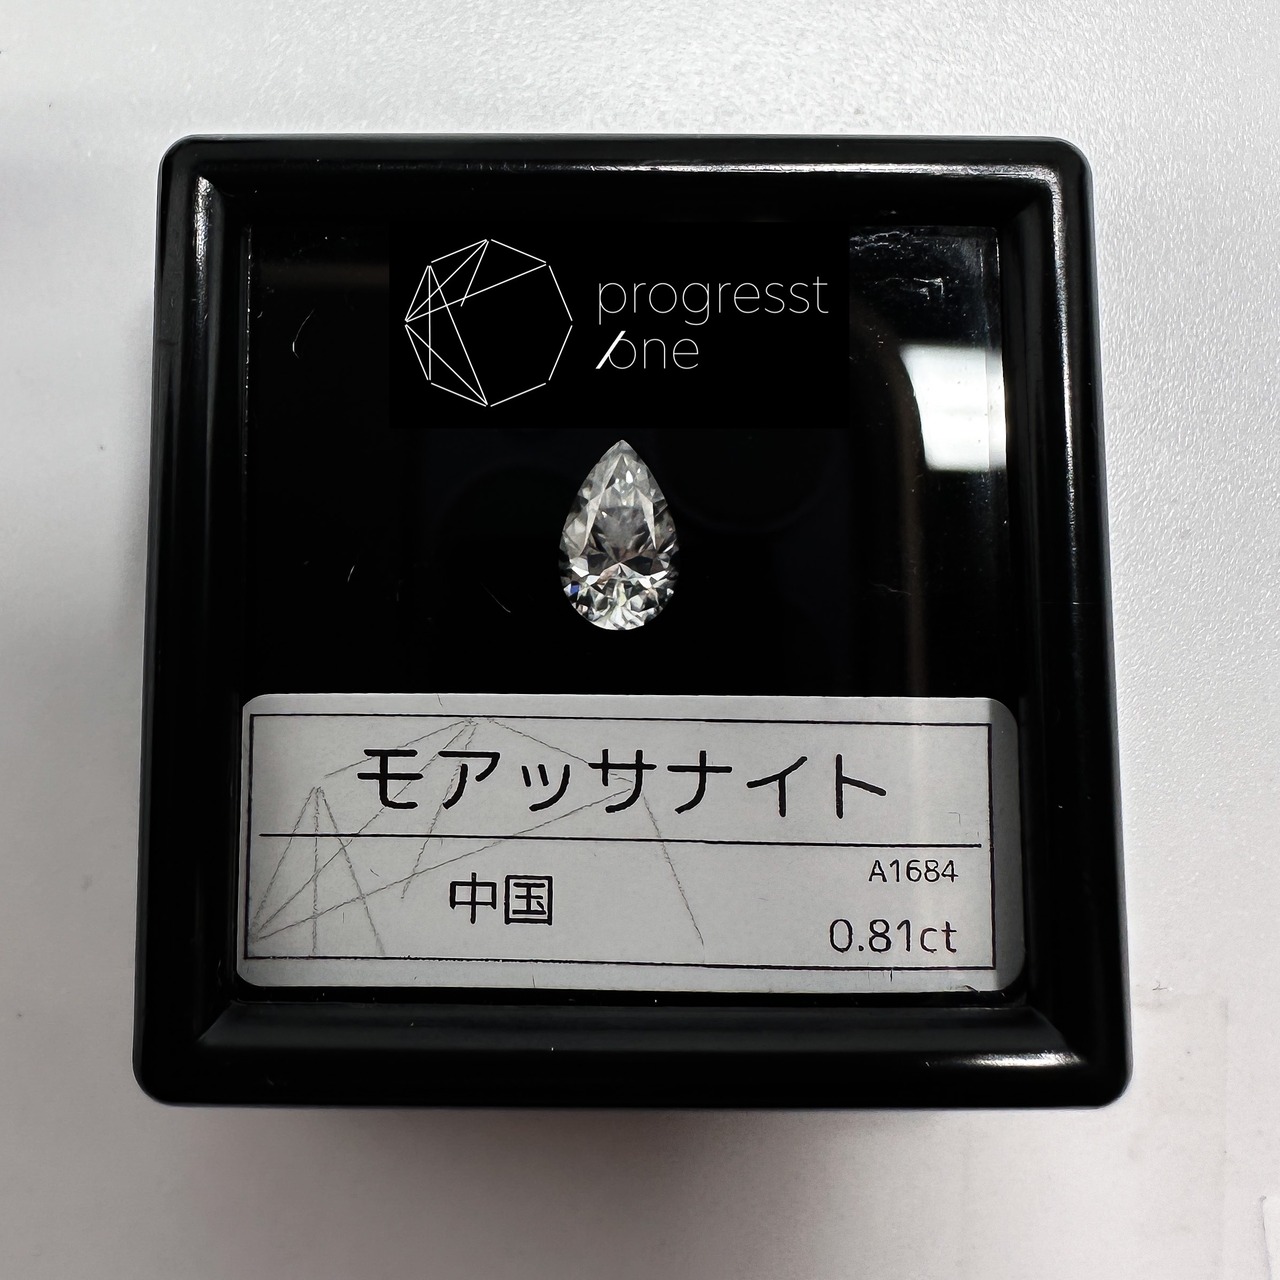 progresst
/one
モアッサナイト
A1684
中国
0.81ct